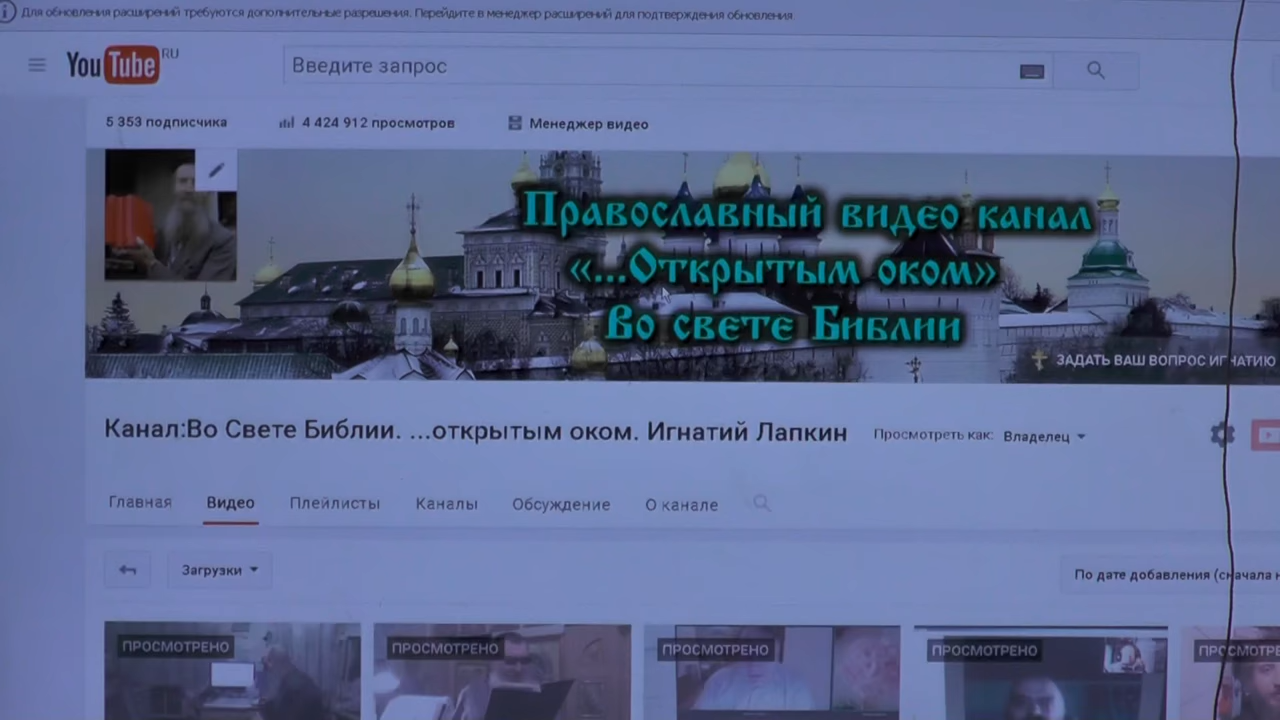 Для обновления расширений требуются дополнительные разрешения. Перейдите в менеджер расширений для подтверждения обновления
YouTube RU
Введите запрос
5 353 подписчика 4 424 912 просмотров Менеджер видео
Православный видео канал
«...Открытым оком»
Во свете Библии
ЗАДАТЬ ВАШ ВОПРОС ИГНАТИЮ
Канал:Во Свете Библии. ...открытым оком. Игнатий Лапкин
Просмотреть как: Владелец
Главная Видео Плейлисты Каналы Обсуждение О канале
Загрузки
По дате добавления (сначала
ПРОСМОТРЕНО ПРОСМОТРЕНО ПРОСМОТРЕНО ПРОСМОТРЕНО ПРОСМОТРЕ